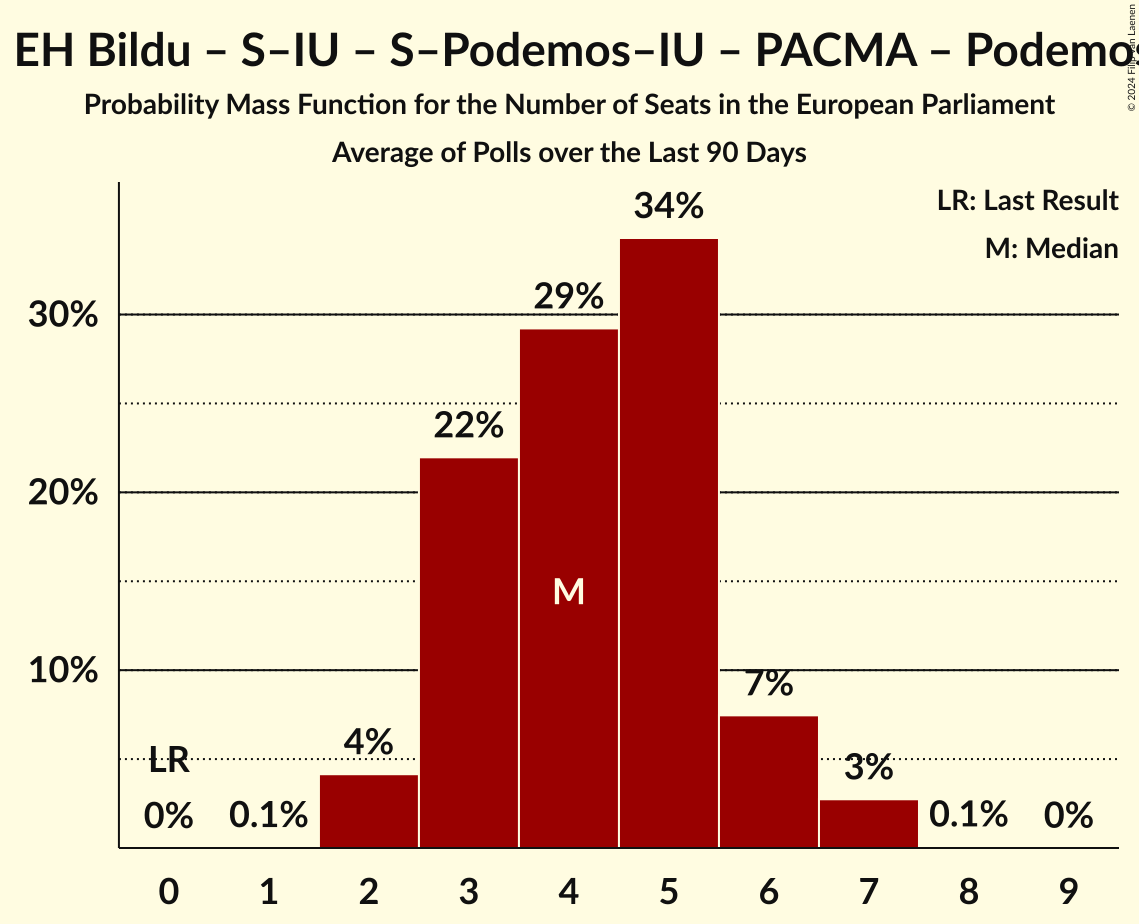 EH Bildu – S–IU – S–Podemos–IU – PACMA – Podemos
© 2024 Filip van Laenen
Probability Mass Function for the Number of Seats in the European Parliament
Average of Polls over the Last 90 Days
LR: Last Result
M: Median
34%
29%
30%
22%
20%
M
10%
7%
4%
LR
3%
0%
0.1%
0.1%
0%
0 1 2 3 4 5 6 7 8 9